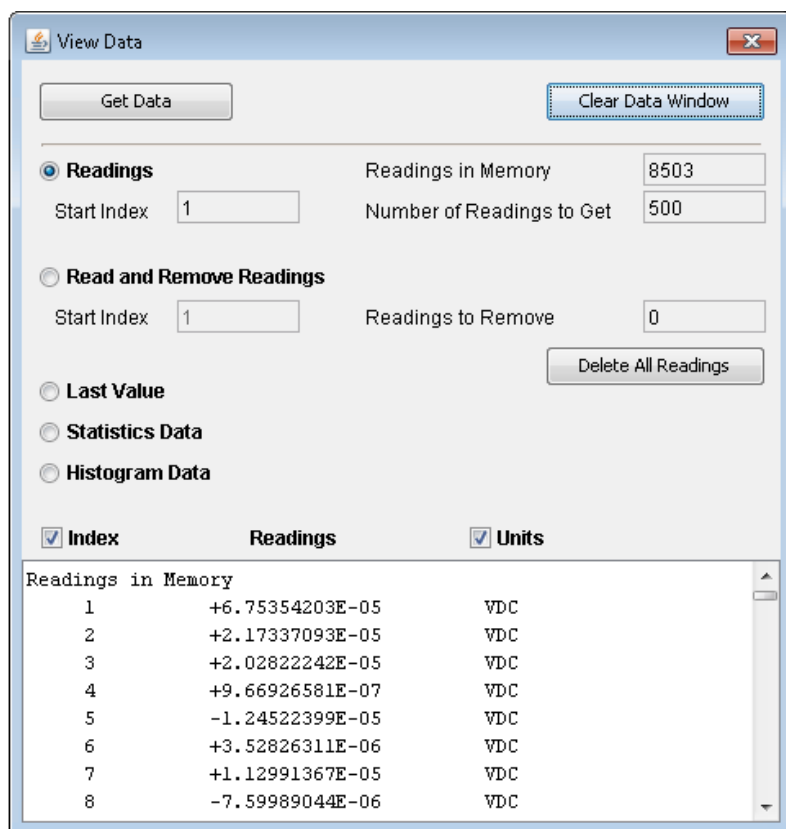 View Data
Get Data Clear Data Window
Readings Readings in Memory 8503
Start Index 1 Number of Readings to Get 500
Read and Remove Readings
Start Index 1 Readings to Remove 0
Delete All Readings
Last Value
Statistics Data
Histogram Data
Index Readings Units
Readings in Memory
1 +6.75354203E-05 VDC
2 +2.17337093E-05 VDC
3 +2.02822242E-05 VDC
4 +9.66926581E-07 VDC
5 -1.24522399E-05 VDC
6 +3.52826311E-06 VDC
7 +1.12991367E-05 VDC
8 -7.59989044E-06 VDC